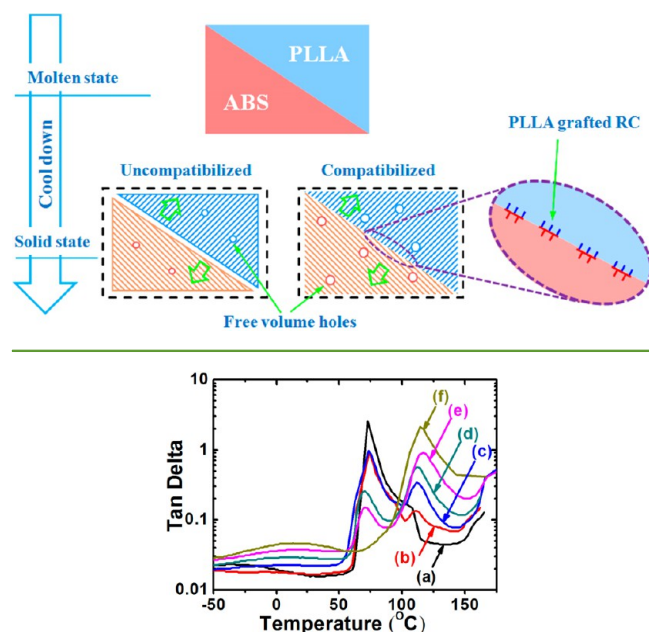 PLLA
Molten state
ABS
PLLA grafted RC
Cool down
Uncompatibilized
Compatibilized
Solid state
Free volume holes
10
(f)
(e)
1
(d)
(c)
Tan Delta
0.1
(b)
(a)
0.01
-50 0 50 100 150
Temperature (°C)